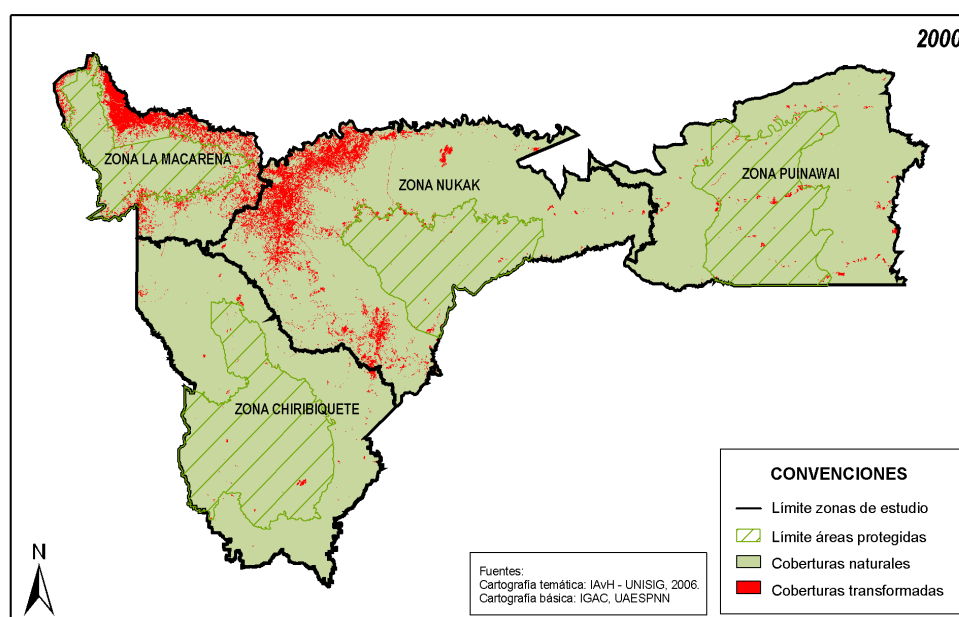 2000
ZONA LA MACARENA
ZONA NUKAK
ZONA PUINAWAI
ZONA CHIRIBIQUETE
CONVENCIONES
Límite zonas de estudio
Límite áreas protegidas
Coberturas naturales
Coberturas transformadas
N
Fuentes:
Cartografía temática: IAvH - UNISIG, 2006.
Cartografía básica: IGAC, UAESPNN